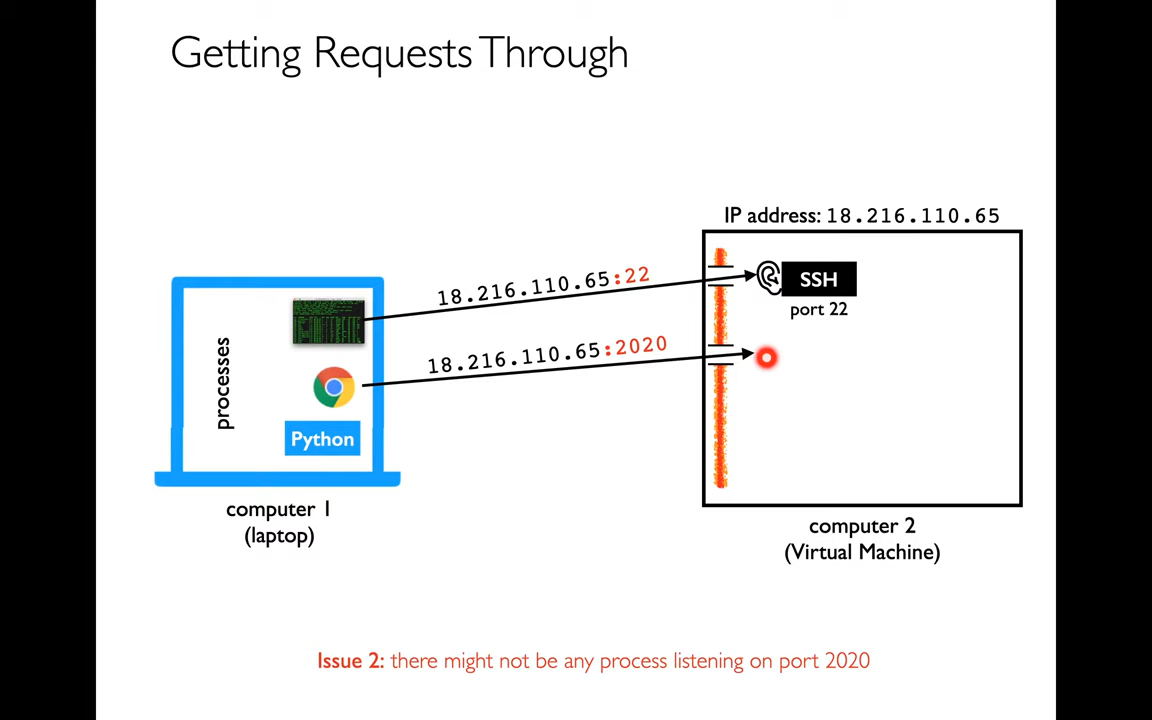 Getting Requests Through
IP address: 18.216.110.65
18.216.110.65:22
SSH
port 22
18.216.110.65:2020
processes
Python
computer 1
(laptop)
computer 2
(Virtual Machine)
Issue 2: there might not be any process listening on port 2020